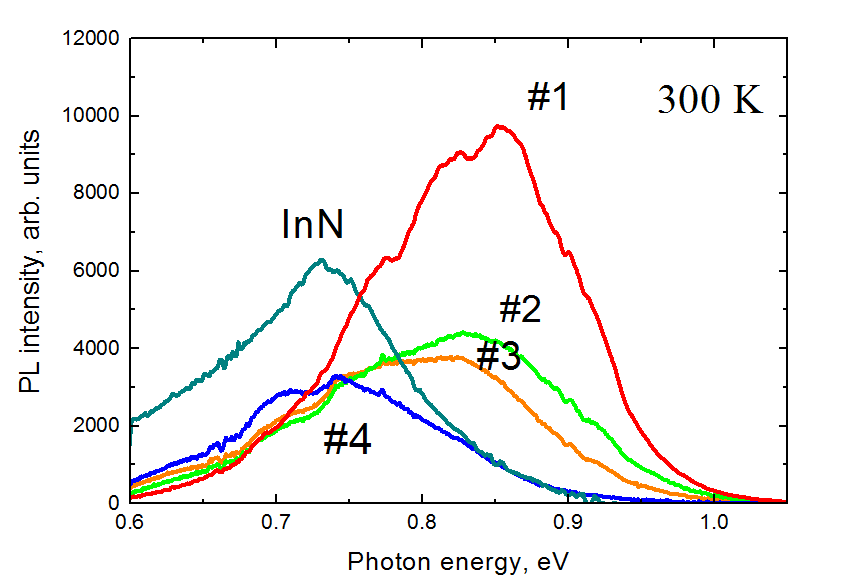 12000
10000
8000
6000
4000
2000
0
PL intensity, arb. units
#1
300 K
InN
#2
#3
#4
0.6 0.7 0.8 0.9 1.0
Photon energy, eV